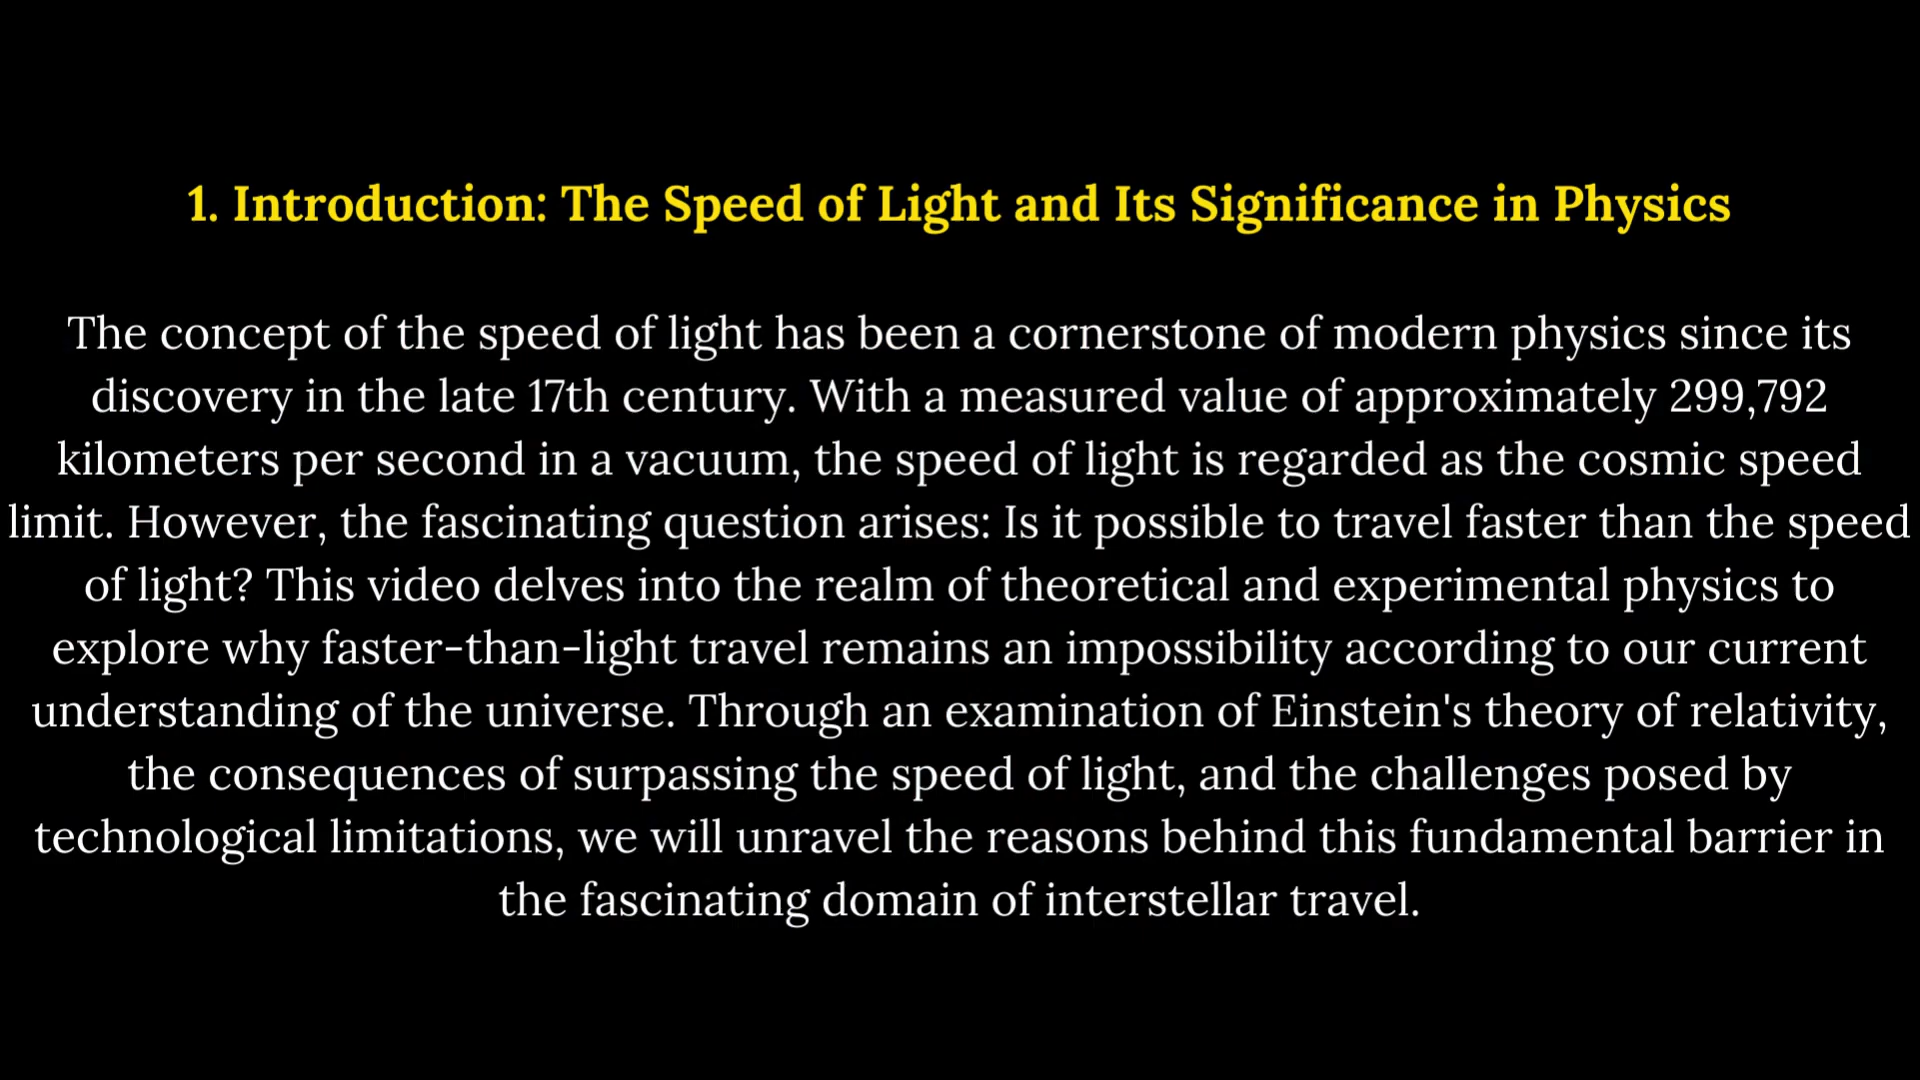 1. Introduction: The Speed of Light and Its Significance in Physics
The concept of the speed of light has been a cornerstone of modern physics since its
discovery in the late 17th century. With a measured value of approximately 299,792
kilometers per second in a vacuum, the speed of light is regarded as the cosmic speed
limit. However, the fascinating question arises: Is it possible to travel faster than the speed
of light? This video delves into the realm of theoretical and experimental physics to
explore why faster-than-light travel remains an impossibility according to our current
understanding of the universe. Through an examination of Einstein's theory of relativity,
the consequences of surpassing the speed of light, and the challenges posed by
technological limitations, we will unravel the reasons behind this fundamental barrier in
the fascinating domain of interstellar travel.